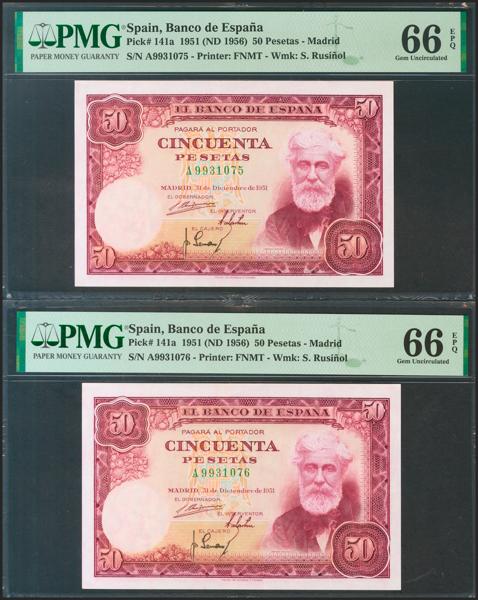 PMG
PAPER MONEY GUARANTY
Spain, Banco de España
Pick# 141a 1951 (ND 1956) 50 Pesetas - Madrid
S/N A9931075 - Printer: FNMT - Wmk: S. Rusiñol
66 EPQ
Gem Uncirculated
50 50
EL BANCO DE ESPAÑA
PAGARÁ AL PORTADOR
CINCUENTA
PESETAS
A9931075
MADRID, 31 de Diciembre de 1951
EL GOBERNADOR
EL INTERVENTOR
EL CAJERO
50 50
PMG
PAPER MONEY GUARANTY
Spain, Banco de España
Pick# 141a 1951 (ND 1956) 50 Pesetas - Madrid
S/N A9931076 - Printer: FNMT - Wmk: S. Rusiñol
66 EPQ
Gem Uncirculated
50 50
EL BANCO DE ESPAÑA
PAGARÁ AL PORTADOR
CINCUENTA
PESETAS
A9931076
MADRID, 31 de Diciembre de 1951
EL GOBERNADOR
EL INTERVENTOR
EL CAJERO
50 50